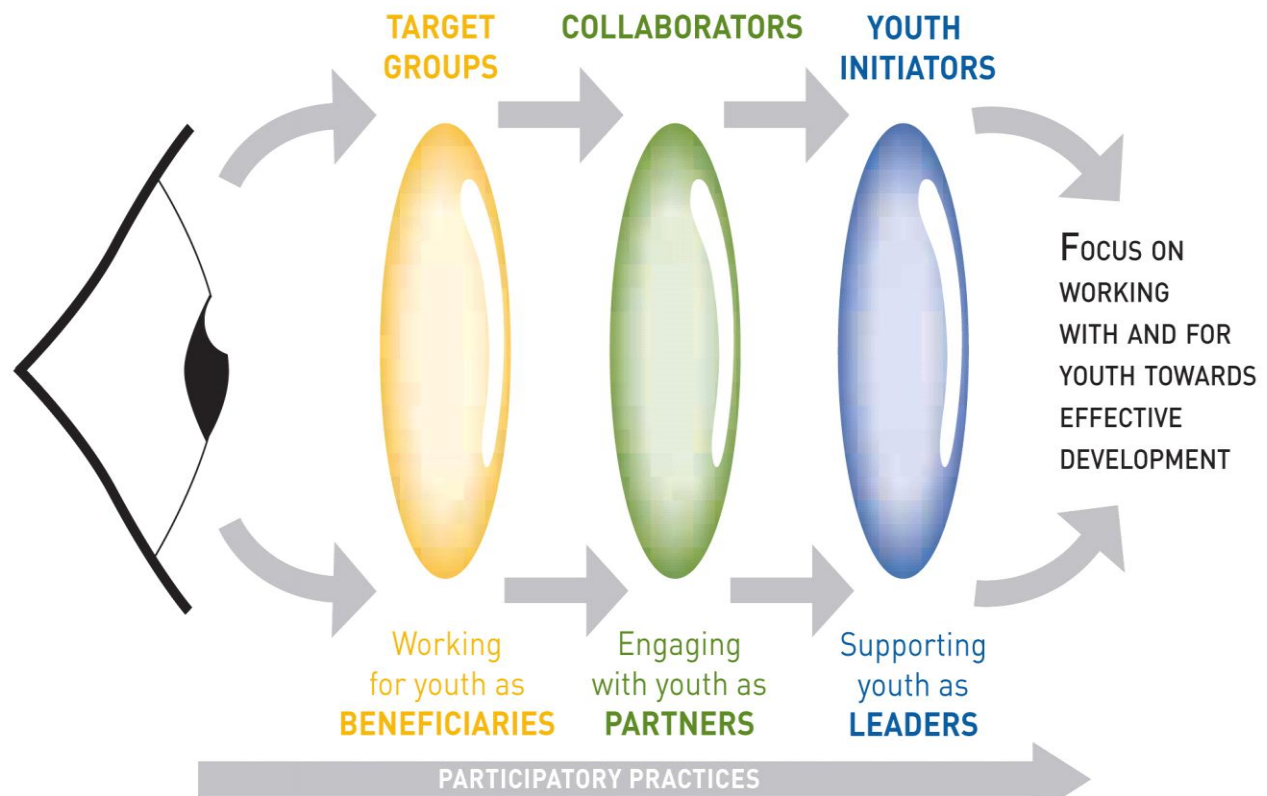 TARGET
GROUPS
COLLABORATORS
YOUTH
INITIATORS
FOCUS ON
WORKING
WITH AND FOR
YOUTH TOWARDS
EFFECTIVE
DEVELOPMENT
Working
for youth as
BENEFICIARIES
Engaging
with youth as
PARTNERS
Supporting
youth as
LEADERS
PARTICIPATORY PRACTICES